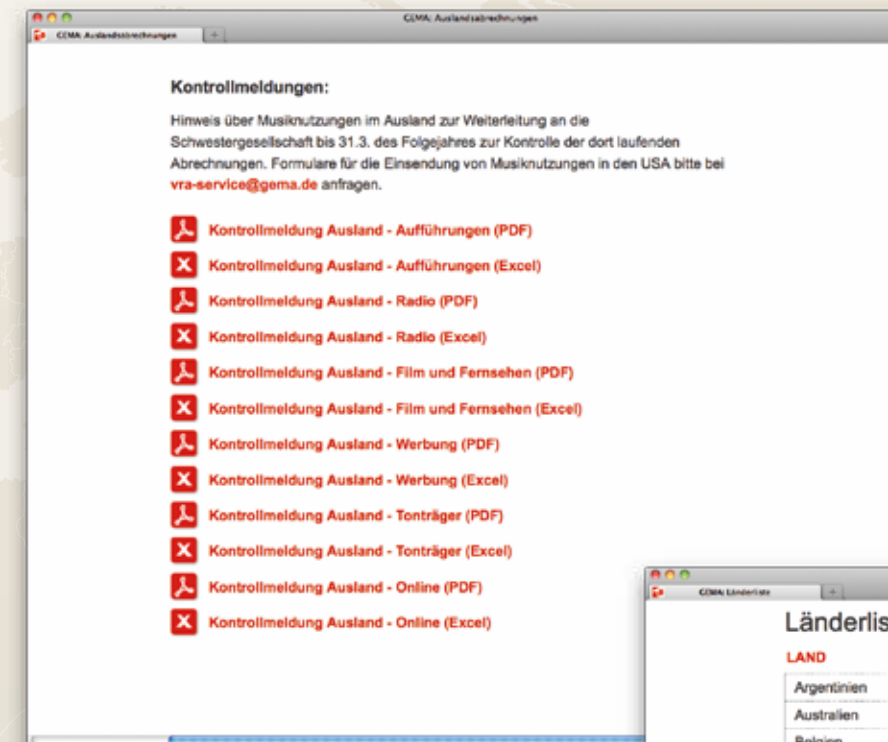 GEMA: Auslandsabrechnungen
GEMA: Auslandsabrechnungen
Kontrollmeldungen:
Hinweis über Musiknutzungen im Ausland zur Weiterleitung an die
Schwestergesellschaft bis 31.3. des Folgejahres zur Kontrolle der dort laufenden
Abrechnungen. Formulare für die Einsendung von Musiknutzungen in den USA bitte bei
vra-service@gema.de anfragen.
Kontrollmeldung Ausland - Aufführungen (PDF)
Kontrollmeldung Ausland - Aufführungen (Excel)
Kontrollmeldung Ausland - Radio (PDF)
Kontrollmeldung Ausland - Radio (Excel)
Kontrollmeldung Ausland - Film und Fernsehen (PDF)
Kontrollmeldung Ausland - Film und Fernsehen (Excel)
Kontrollmeldung Ausland - Werbung (PDF)
Kontrollmeldung Ausland - Werbung (Excel)
Kontrollmeldung Ausland - Tonträger (PDF)
Kontrollmeldung Ausland - Tonträger (Excel)
Kontrollmeldung Ausland - Online (PDF)
Kontrollmeldung Ausland - Online (Excel)
GEMA: Länderliste
Länderlis
LAND
Argentinien
Australien
Belgien